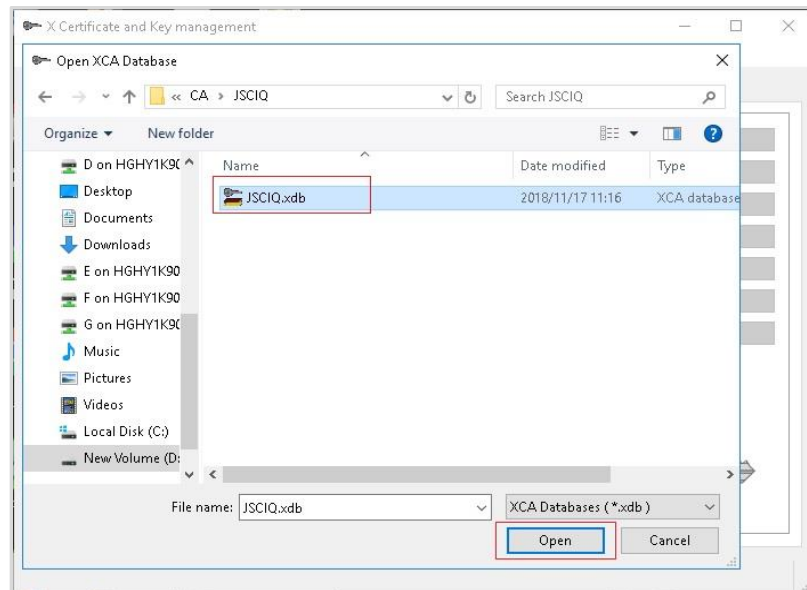 X Certificate and Key management
Open XCA Database
« CA › JSCIQ
Search JSCIQ
Organize
New folder
Name
Date modified
Type
D on HGHY1K90
Desktop
Documents
Downloads
E on HGHY1K90
F on HGHY1K90
G on HGHY1K90
Music
Pictures
Videos
Local Disk (C:)
New Volume (D:
JSCIQ.xdb
2018/11/17 11:16
XCA database
File name:
JSCIQ.xdb
XCA Databases ( *.xdb )
Open
Cancel